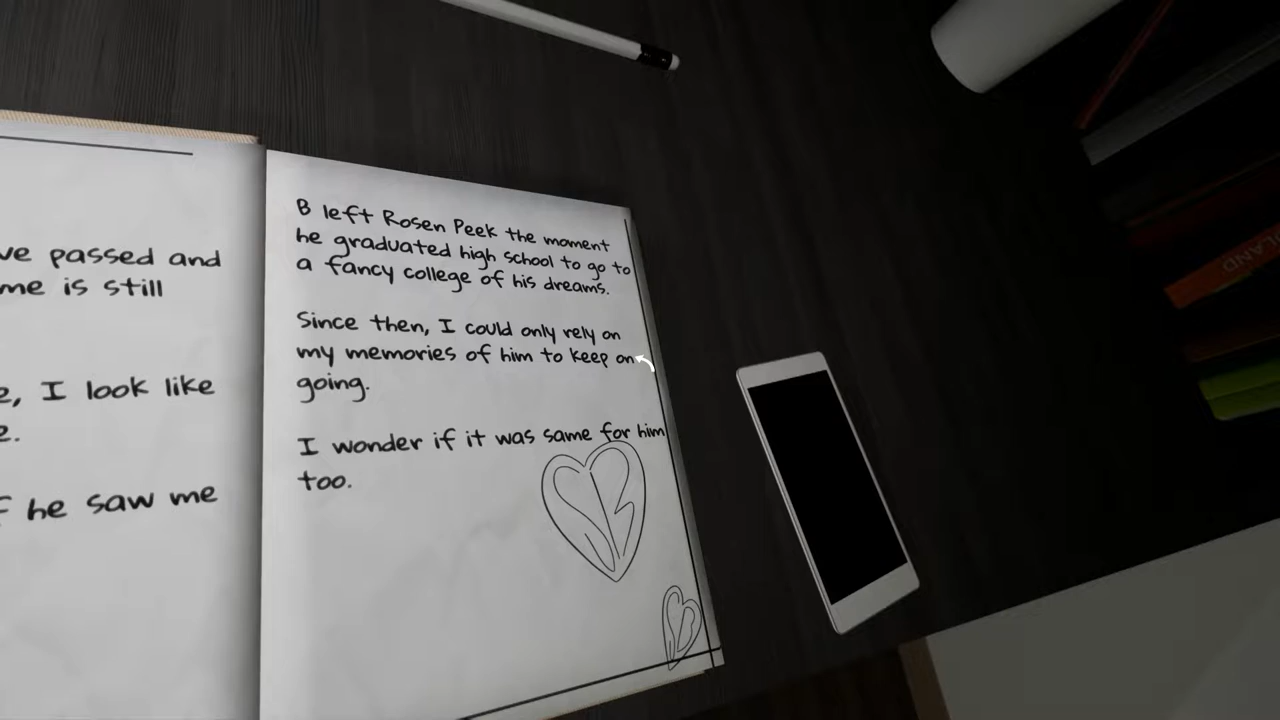 ve passed and
me is still
e, I look like
e.
f he saw me
B left Rosen Peek the moment
he graduated high school to go to
a fancy college of his dreams.
Since then, I could only rely on
my memories of him to keep on
going.
I wonder if it was same for him
too.
LAND